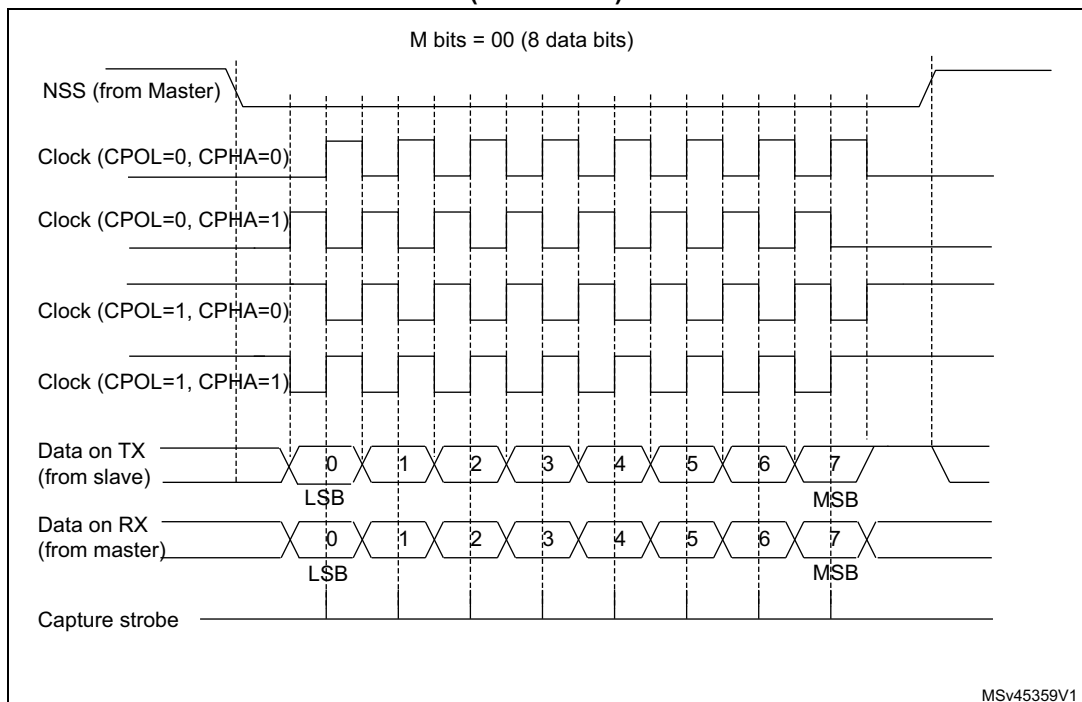 M bits = 00 (8 data bits)
NSS (from Master)
Clock (CPOL=0, CPHA=0)
Clock (CPOL=0, CPHA=1)
Clock (CPOL=1, CPHA=0)
Clock (CPOL=1, CPHA=1)
Data on TX
(from slave)
0 1 2 3 4 5 6 7
LSB MSB
Data on RX
(from master)
0 1 2 3 4 5 6 7
LSB MSB
Capture strobe
MSv45359V1